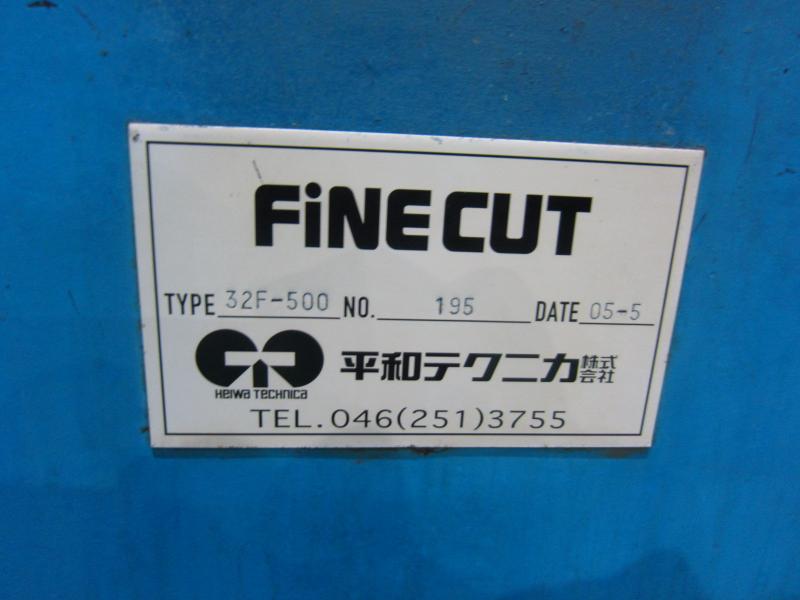 FiNE CUT
TYPE 32F-500 NO. 195 DATE 05-5
平和テクニカ株式会社
HEIWA TECHNICA
TEL.046(251)3755